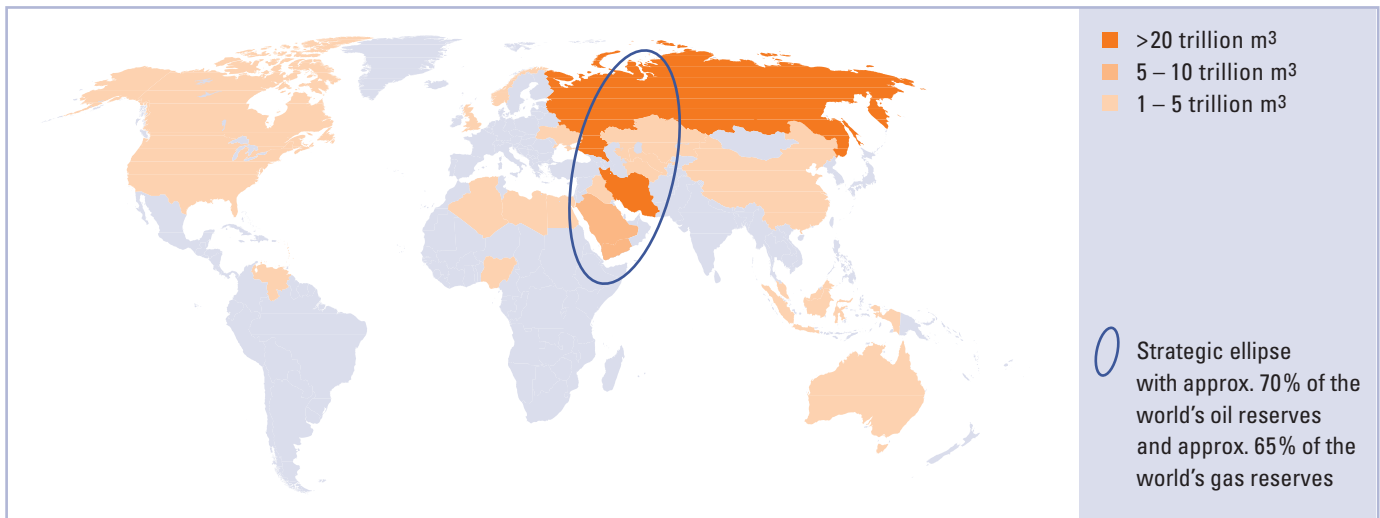 >20 trillion m3
5 – 10 trillion m3
1 – 5 trillion m3
Strategic ellipse
with approx. 70% of the
world's oil reserves
and approx. 65% of the
world's gas reserves